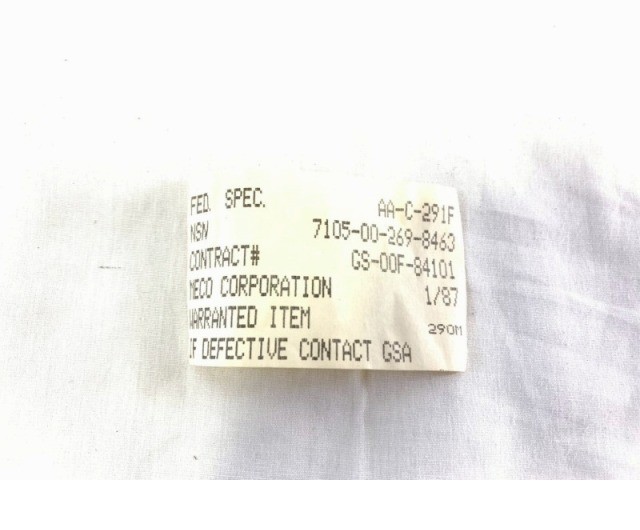 FED. SPEC. AA-C-291F
NSN 7105-00-269-8463
CONTRACT# GS-00F-84101
MECO CORPORATION 1/87
WARRANTED ITEM 290M
IF DEFECTIVE CONTACT GSA